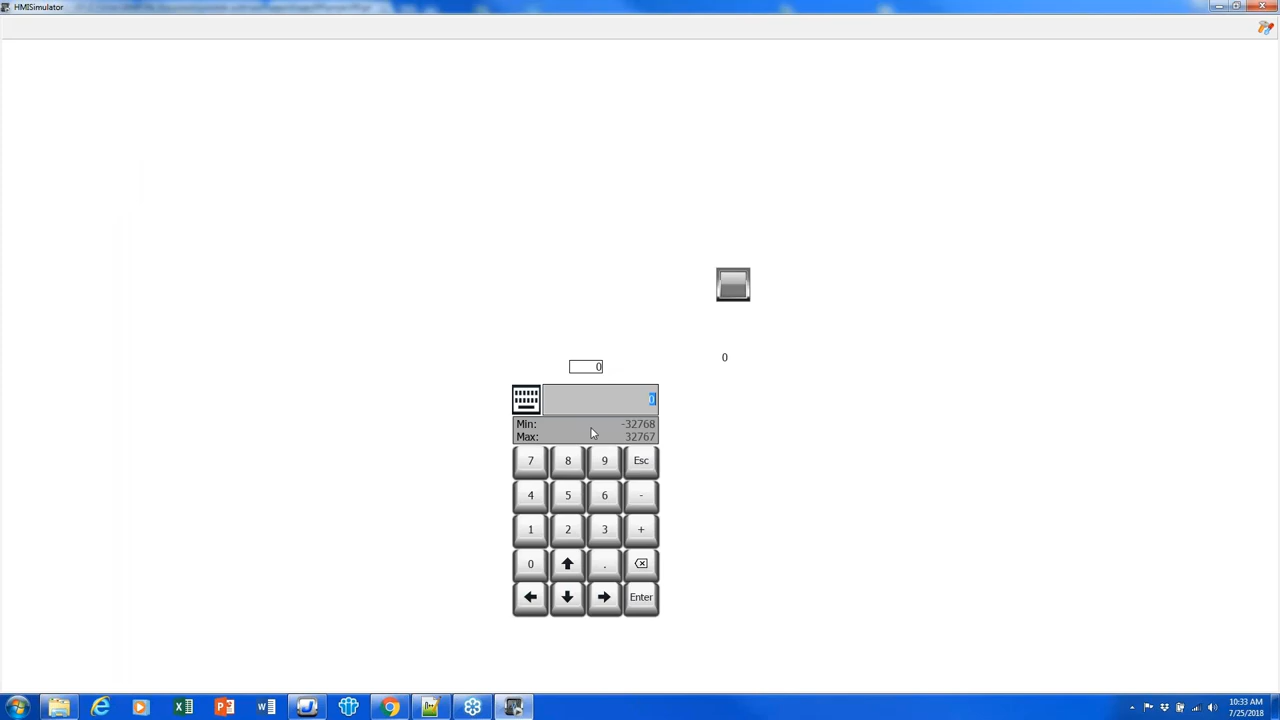 HMISimulator
0
0
0
Min: -32768
Max: 32767
7 8 9 Esc
4 5 6 -
1 2 3 +
0 .
Enter
10:33 AM
7/25/2018